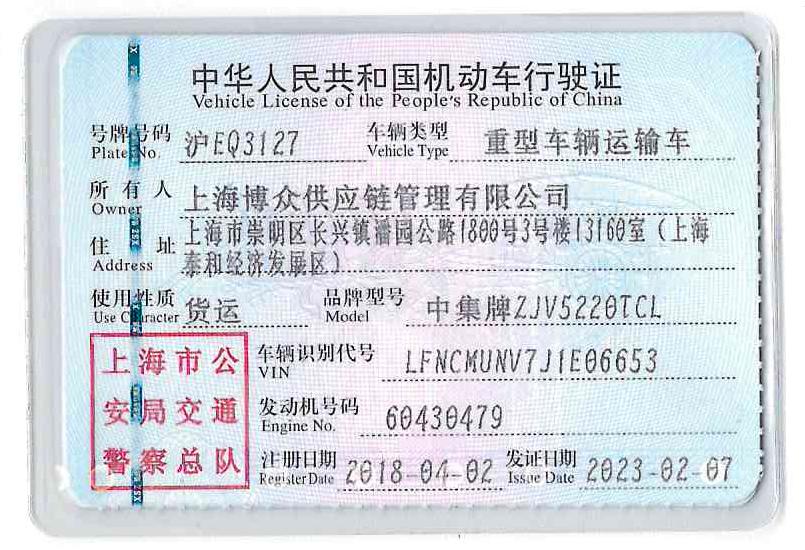 中华人民共和国机动车行驶证
Vehicle License of the People's Republic of China
号牌号码 沪EQ3127 车辆类型 重型车辆运输车
Plate No. Vehicle Type
所有人 上海博众供应链管理有限公司
Owner
住址 上海市崇明区长兴镇潘园公路1800号3号楼13160室（上海
Address 泰和经济发展区）
使用性质 货运 品牌型号 中集牌ZJV5220TCL
Use Character Model
车辆识别代号 LFNCMUNV7J1E06653
VIN
发动机号码 60430479
Engine No.
注册日期 2018-04-02 发证日期 2023-02-07
Register Date Issue Date
上海市公
安局交通
警察总队